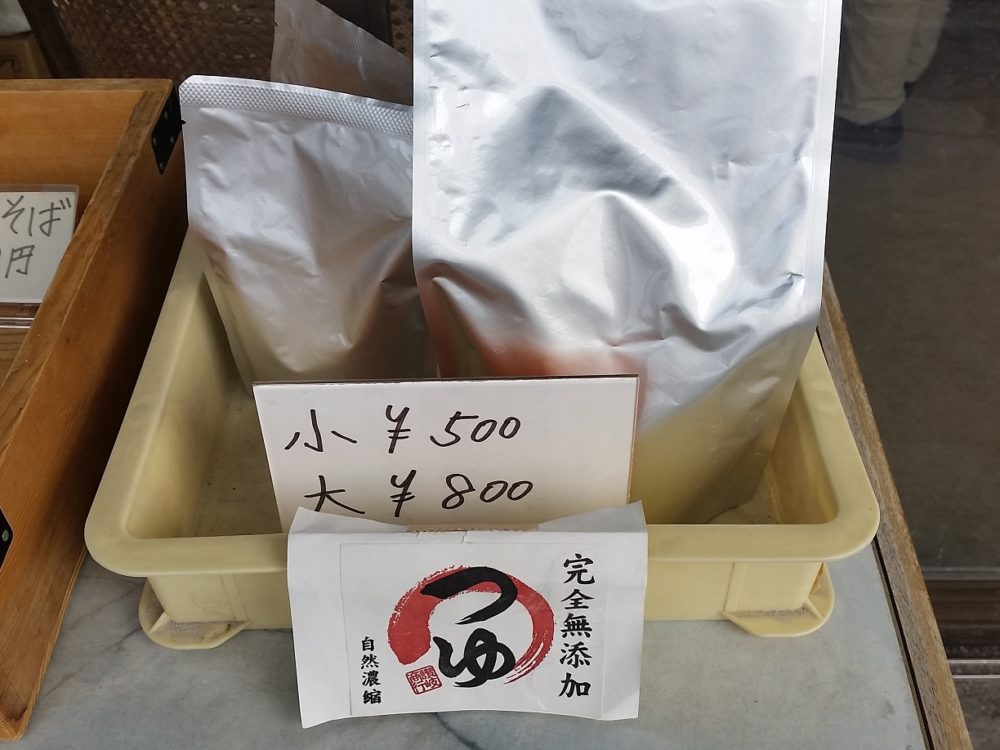 そば
円
小 ¥500
大 ¥800
完全無添加
つゆ
自然濃縮